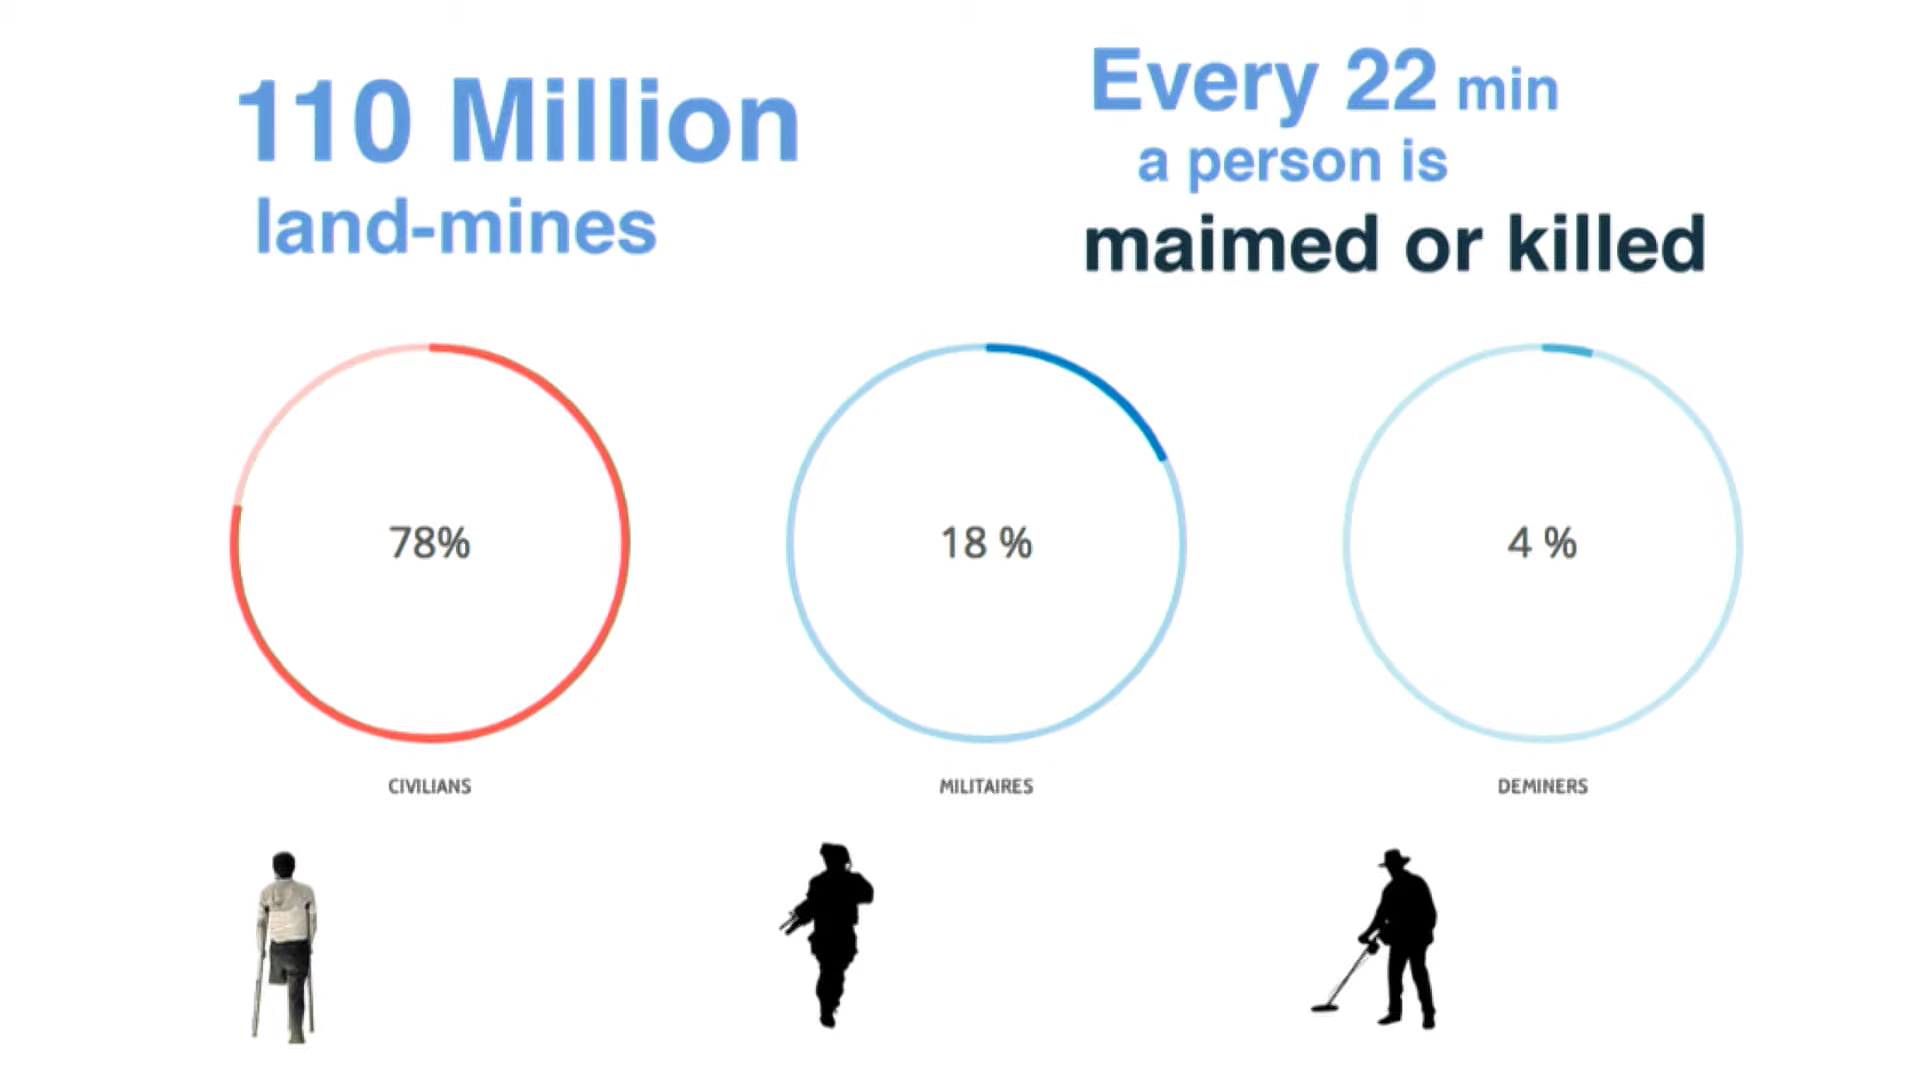 110 Million
land-mines
Every 22 min
a person is
maimed or killed
78%
18 %
4 %
CIVILIANS
MILITAIRES
DEMINERS